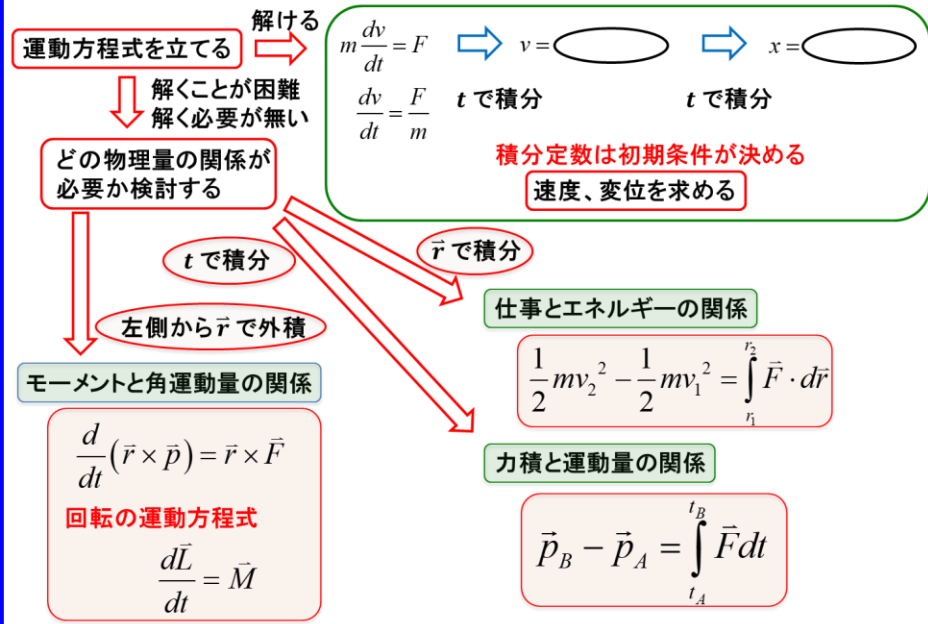 運動方程式を立てる
解ける
m dv/dt = F
v =
x =
dv/dt = F/m
t で積分
t で積分
積分定数は初期条件が決める
速度、変位を求める
解くことが困難
解く必要が無い
どの物理量の関係が
必要か検討する
t で積分
r⃗ で積分
左側から r⃗ で外積
仕事とエネルギーの関係
1/2 mv₂² − 1/2 mv₁² = ∫_{r₁}^{r₂} F⃗ · dr⃗
モーメントと角運動量の関係
d/dt (r⃗ × p⃗) = r⃗ × F⃗
回転の運動方程式
dL⃗/dt = M⃗
力積と運動量の関係
p⃗_B − p⃗_A = ∫_{t_A}^{t_B} F⃗dt